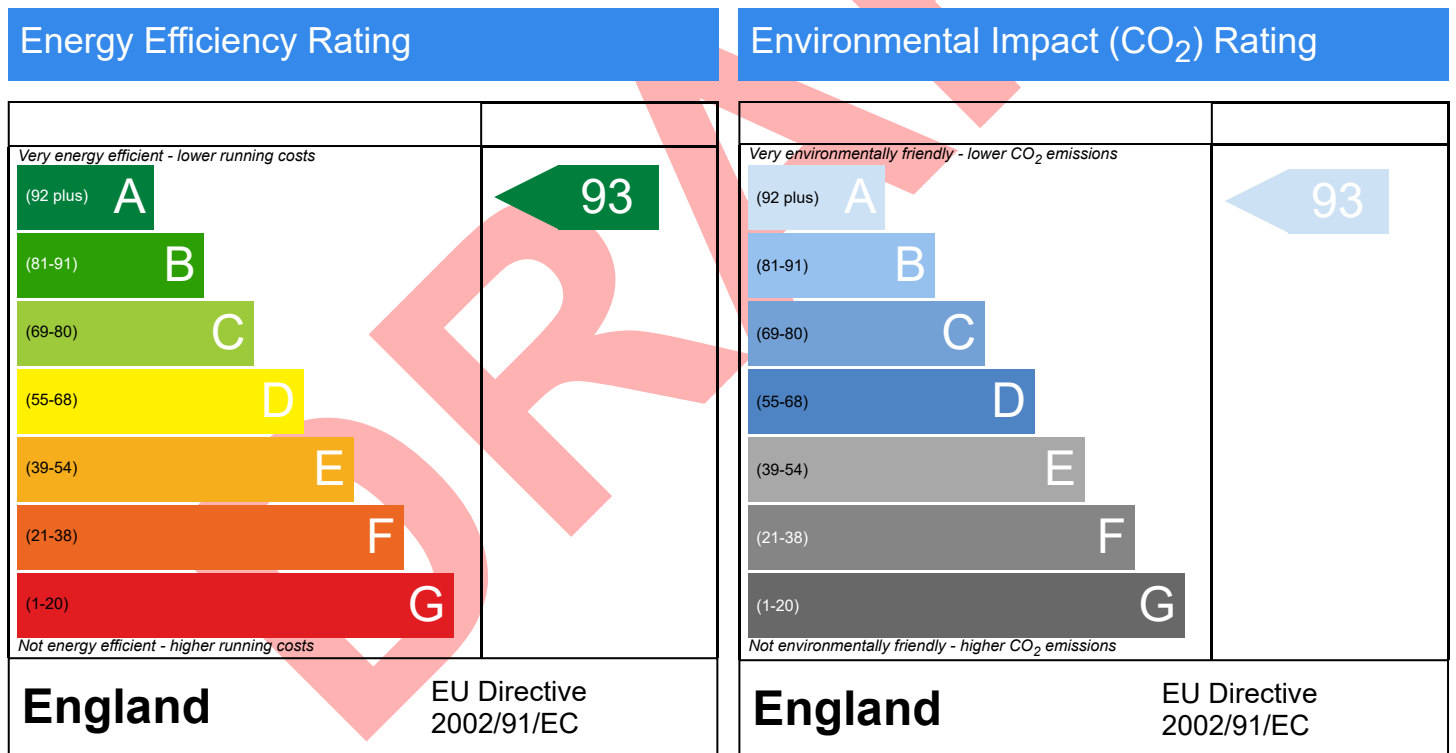 Energy Efficiency Rating
Very energy efficient - lower running costs
(92 plus) A
93
(81-91) B
(69-80) C
(55-68) D
(39-54) E
(21-38) F
(1-20) G
Not energy efficient - higher running costs
England
EU Directive
2002/91/EC
Environmental Impact (CO2) Rating
Very environmentally friendly - lower CO2 emissions
(92 plus) A
93
(81-91) B
(69-80) C
(55-68) D
(39-54) E
(21-38) F
(1-20) G
Not environmentally friendly - higher CO2 emissions
England
EU Directive
2002/91/EC